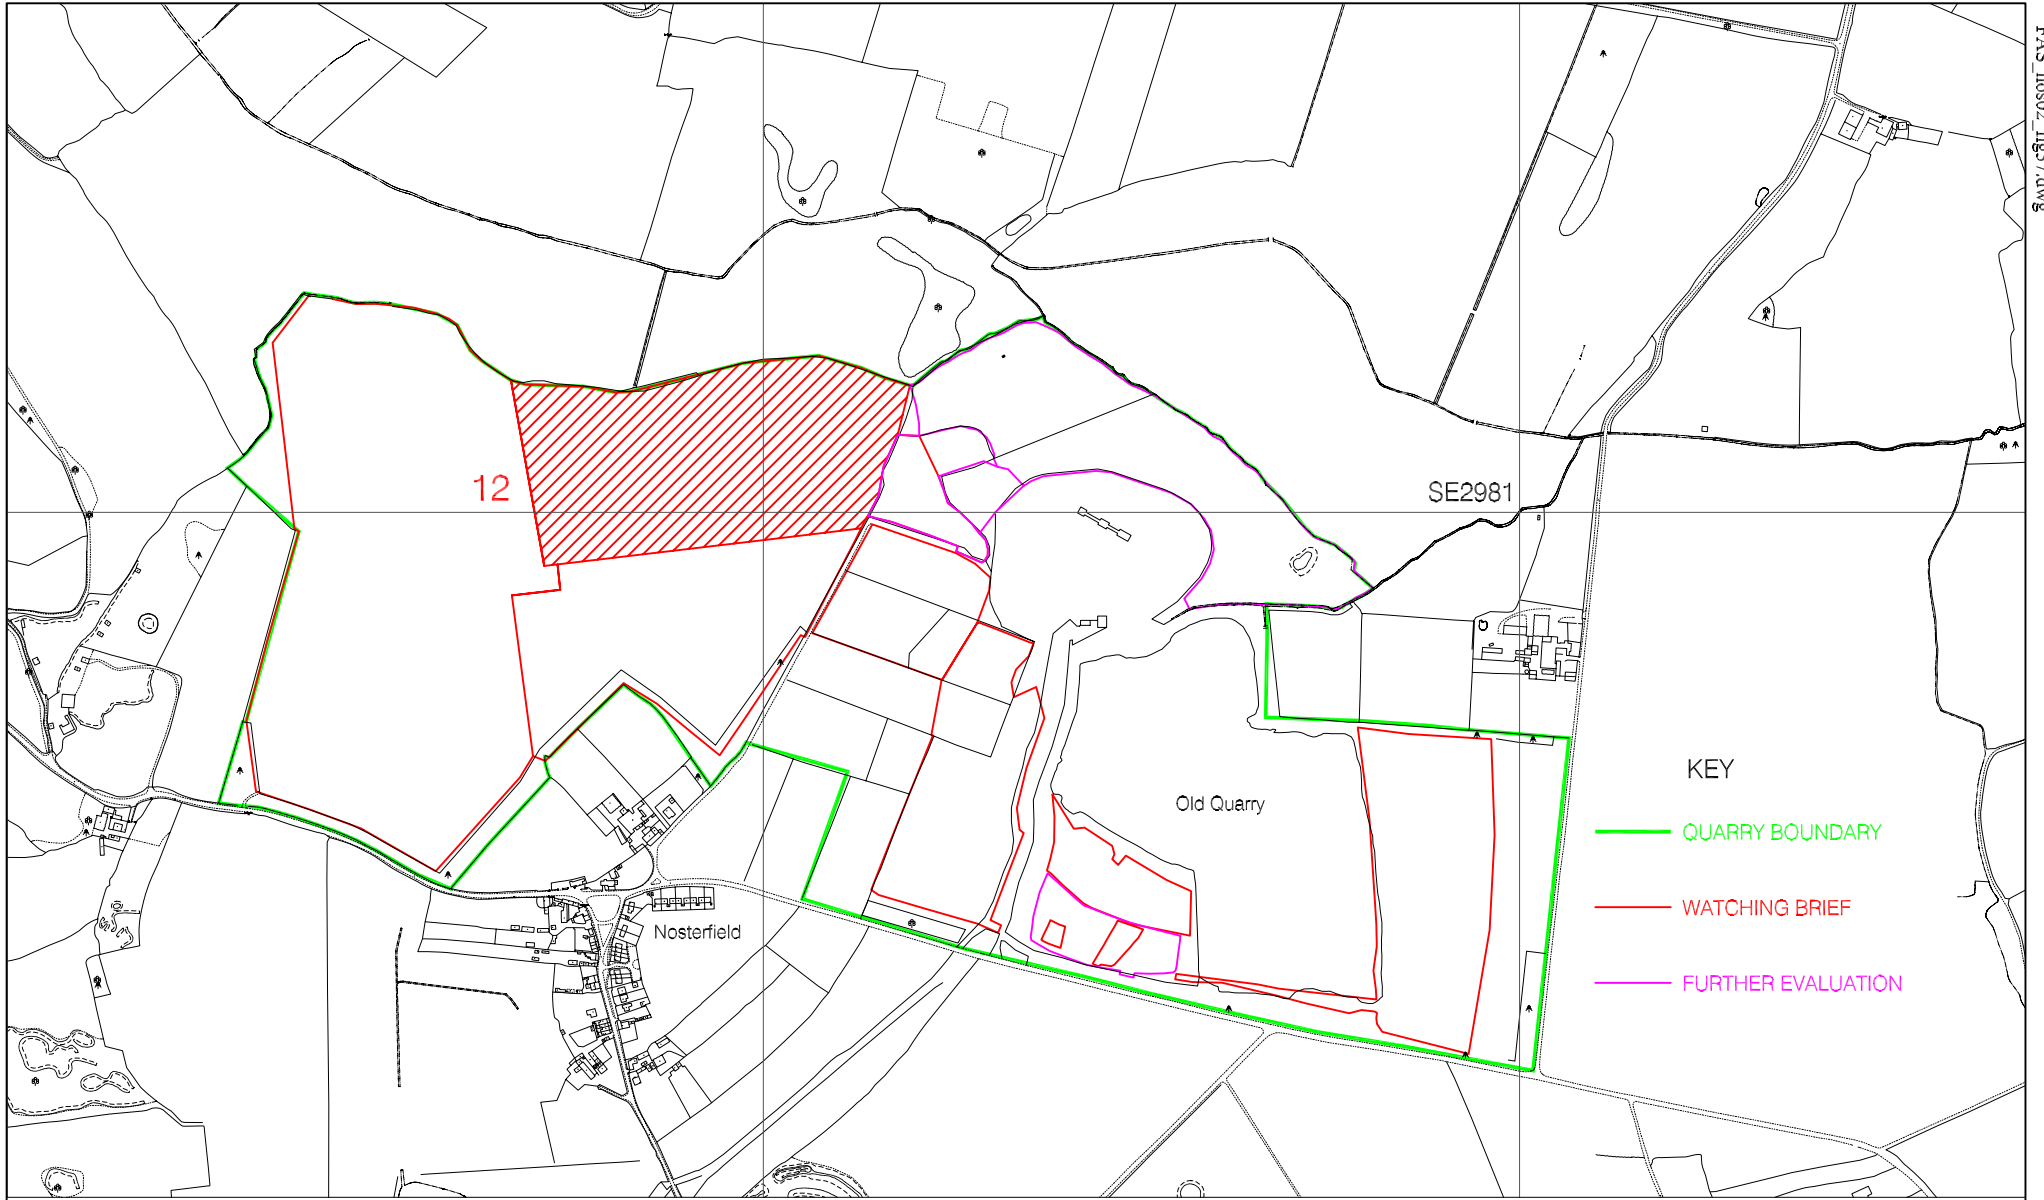 12
SE2981
KEY
Old Quarry
QUARRY BOUNDARY
WATCHING BRIEF
Nosterfield
FURTHER EVALUATION